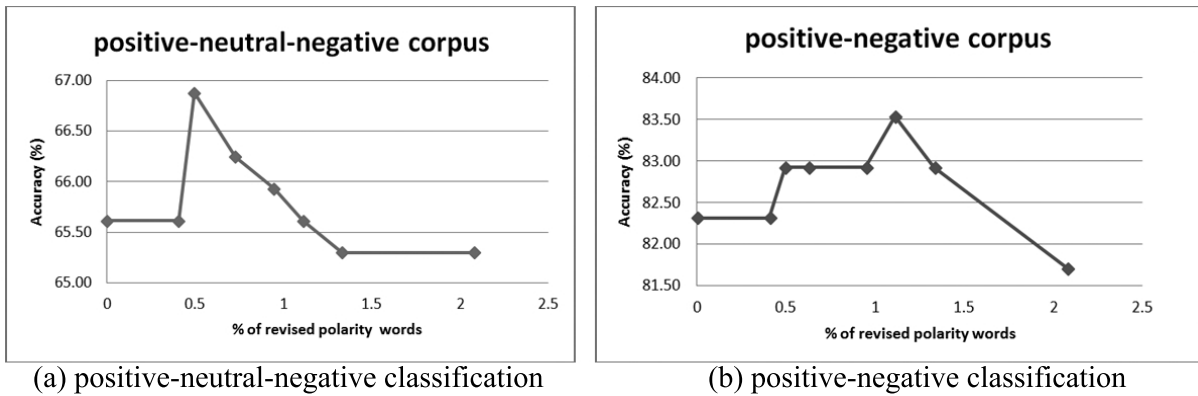 positive-neutral-negative corpus
67.00
66.50
66.00
65.50
65.00
Accuracy (%)
0 0.5 1 1.5 2 2.5
% of revised polarity words
(a) positive-neutral-negative classification
positive-negative corpus
84.00
83.50
83.00
82.50
82.00
81.50
Accuracy (%)
0 0.5 1 1.5 2 2.5
% of revised polarity words
(b) positive-negative classification